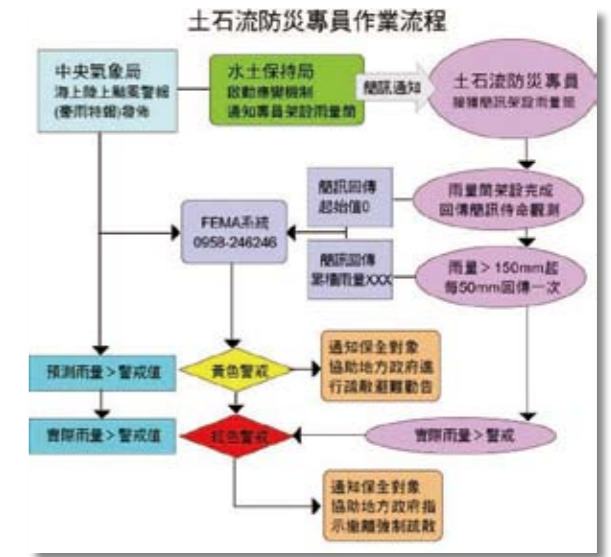 土石流防災專員作業流程
中央氣象局
海上陸上颱風警報
(豪雨特報)發佈
水土保持局
啟動應變機制
通知專員架設雨量筒
簡訊通知
土石流防災專員
接獲簡訊架設雨量筒
簡訊回傳
起始值0
雨量筒架設完成
回傳簡訊待命觀測
FEMA系統
0958-246246
簡訊回傳
累積雨量XXX
雨量>150mm起
每50mm回傳一次
預測雨量>警戒值
黃色警戒
通知保全對象
協助地方政府進
行疏散避難勸告
實際雨量>警戒值
紅色警戒
實際雨量>警戒
通知保全對象
協助地方政府指
示撤離強制疏散